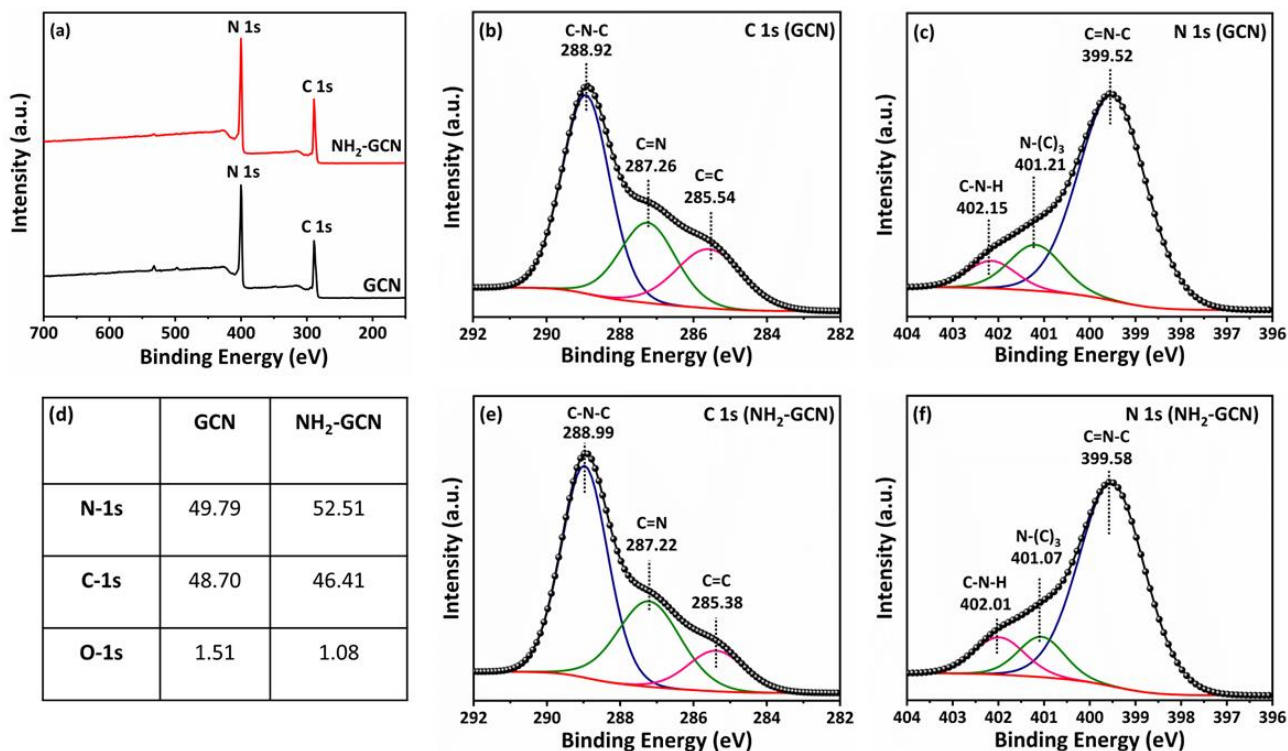 (a)
N 1s
C 1s
NH₂-GCN
N 1s
C 1s
GCN
Intensity (a.u.)
700 600 500 400 300 200
Binding Energy (eV)
(b)
C 1s (GCN)
C-N-C
288.92
C=N
287.26
C=C
285.54
Intensity (a.u.)
292 290 288 286 284 282
Binding Energy (eV)
(c)
N 1s (GCN)
C=N-C
399.52
N-(C)₃
401.21
C-N-H
402.15
Intensity (a.u.)
404 403 402 401 400 399 398 397 396
Binding Energy (eV)
(d) GCN NH₂-GCN
N-1s 49.79 52.51
C-1s 48.70 46.41
O-1s 1.51 1.08
(e)
C 1s (NH₂-GCN)
C-N-C
288.99
C=N
287.22
C=C
285.38
Intensity (a.u.)
292 290 288 286 284 282
Binding Energy (eV)
(f)
N 1s (NH₂-GCN)
C=N-C
399.58
N-(C)₃
401.07
C-N-H
402.01
Intensity (a.u.)
404 403 402 401 400 399 398 397 396
Binding Energy (eV)